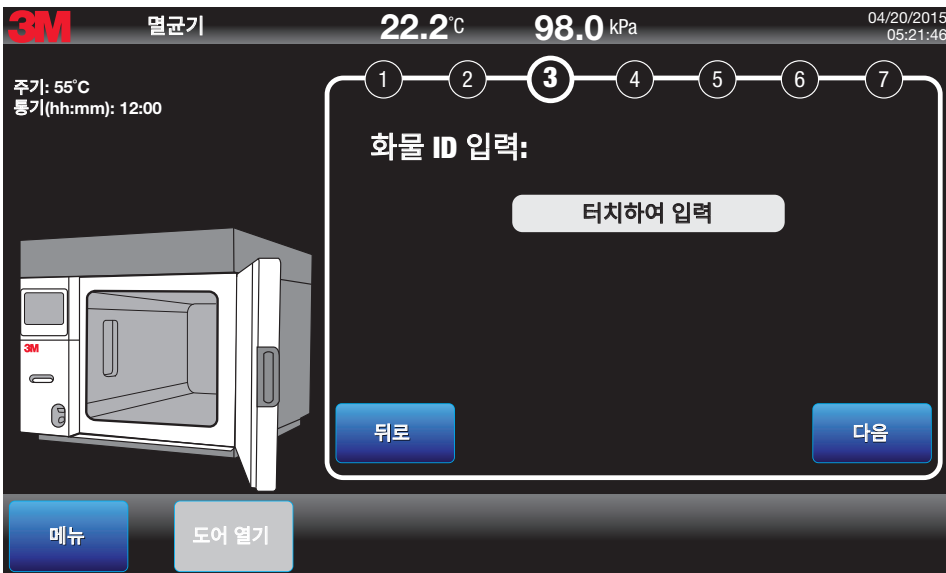 3M 멸균기 22.2°C 98.0 kPa 04/20/2015
05:21:46
주기: 55°C
통기(hh:mm): 12:00
1 2 3 4 5 6 7
화물 ID 입력:
터치하여 입력
3M
뒤로 다음
메뉴 도어 열기